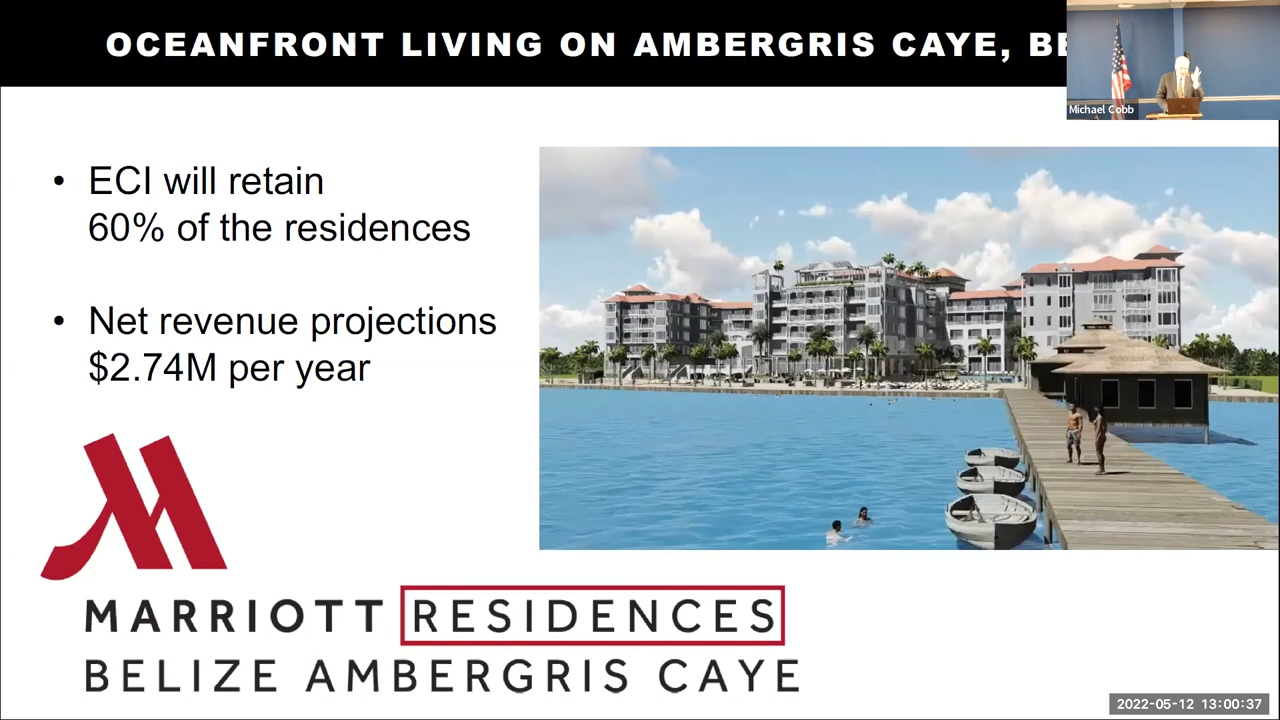 OCEANFRONT LIVING ON AMBERGRIS CAYE,
Michael Cobb
• ECI will retain
60% of the residences
• Net revenue projections
$2.74M per year
MARRIOTT RESIDENCES
BELIZE AMBERGRIS CAYE
2022-05-12 13:00:37